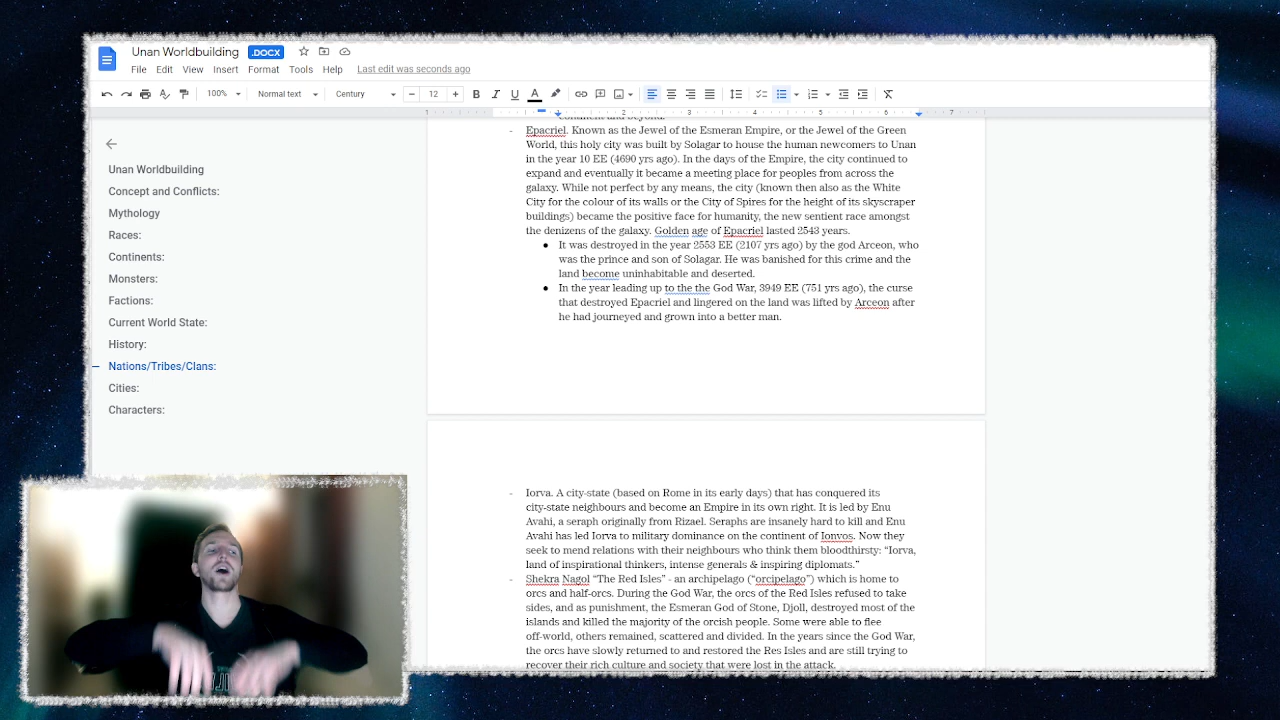 Unan Worldbuilding .DOCX
File Edit View Insert Format Tools Help Last edit was seconds ago
100% Normal text Century 12
1 2 3 4 5 6 7
Unan Worldbuilding
Concept and Conflicts:
Mythology
Races:
Continents:
Monsters:
Factions:
Current World State:
History:
Nations/Tribes/Clans:
Cities:
Characters:
continent and beyond.
- Epacriel. Known as the Jewel of the Esmeran Empire, or the Jewel of the Green
World, this holy city was built by Solagar to house the human newcomers to Unan
in the year 10 EE (4690 yrs ago). In the days of the Empire, the city continued to
expand and eventually it became a meeting place for peoples from across the
galaxy. While not perfect by any means, the city (known then also as the White
City for the colour of its walls or the City of Spires for the height of its skyscraper
buildings) became the positive face for humanity, the new sentient race amongst
the denizens of the galaxy. Golden age of Epacriel lasted 2543 years.
● It was destroyed in the year 2553 EE (2107 yrs ago) by the god Arceon, who
was the prince and son of Solagar. He was banished for this crime and the
land become uninhabitable and deserted.
● In the year leading up to the the God War, 3949 EE (751 yrs ago), the curse
that destroyed Epacriel and lingered on the land was lifted by Arceon after
he had journeyed and grown into a better man.
- Iorva. A city-state (based on Rome in its early days) that has conquered its
city-state neighbours and become an Empire in its own right. It is led by Enu
Avahi, a seraph originally from Rizael. Seraphs are insanely hard to kill and Enu
Avahi has led Iorva to military dominance on the continent of Ionvos. Now they
seek to mend relations with their neighbours who think them bloodthirsty: “Iorva,
land of inspirational thinkers, intense generals & inspiring diplomats.”
- Shekra Nagol “The Red Isles” - an archipelago (“orcipelago”) which is home to
orcs and half-orcs. During the God War, the orcs of the Red Isles refused to take
sides, and as punishment, the Esmeran God of Stone, Djoll, destroyed most of the
islands and killed the majority of the orcish people. Some were able to flee
off-world, others remained, scattered and divided. In the years since the God War,
the orcs have slowly returned to and restored the Res Isles and are still trying to
recover their rich culture and society that were lost in the attack.